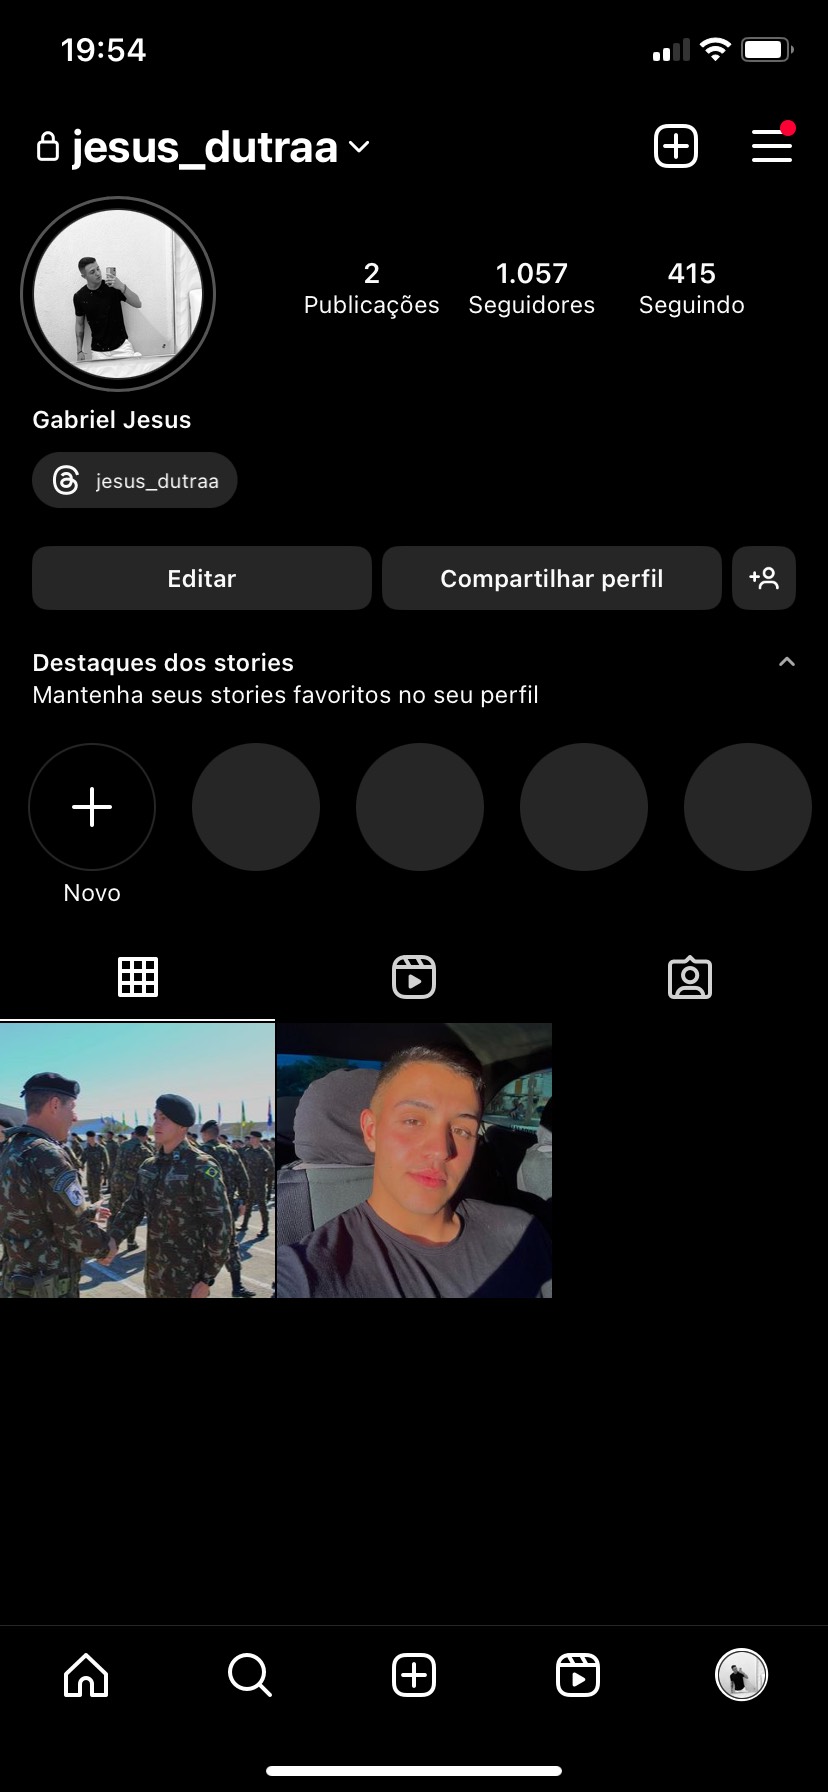 19:54
jesus_dutraa
2 1.057 415
Publicações Seguidores Seguindo
Gabriel Jesus
jesus_dutraa
Editar Compartilhar perfil
Destaques dos stories
Mantenha seus stories favoritos no seu perfil
Novo